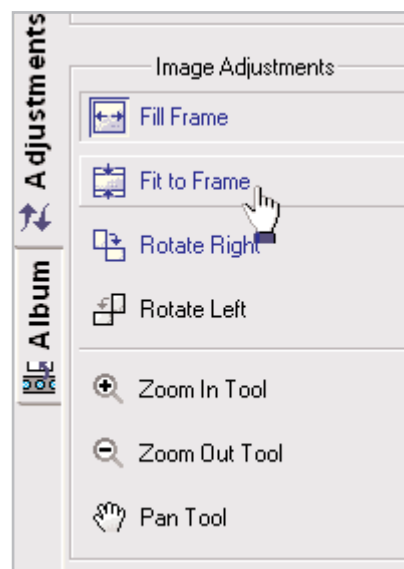 Adjustments
Album
Image Adjustments
Fill Frame
Fit to Frame
Rotate Right
Rotate Left
Zoom In Tool
Zoom Out Tool
Pan Tool